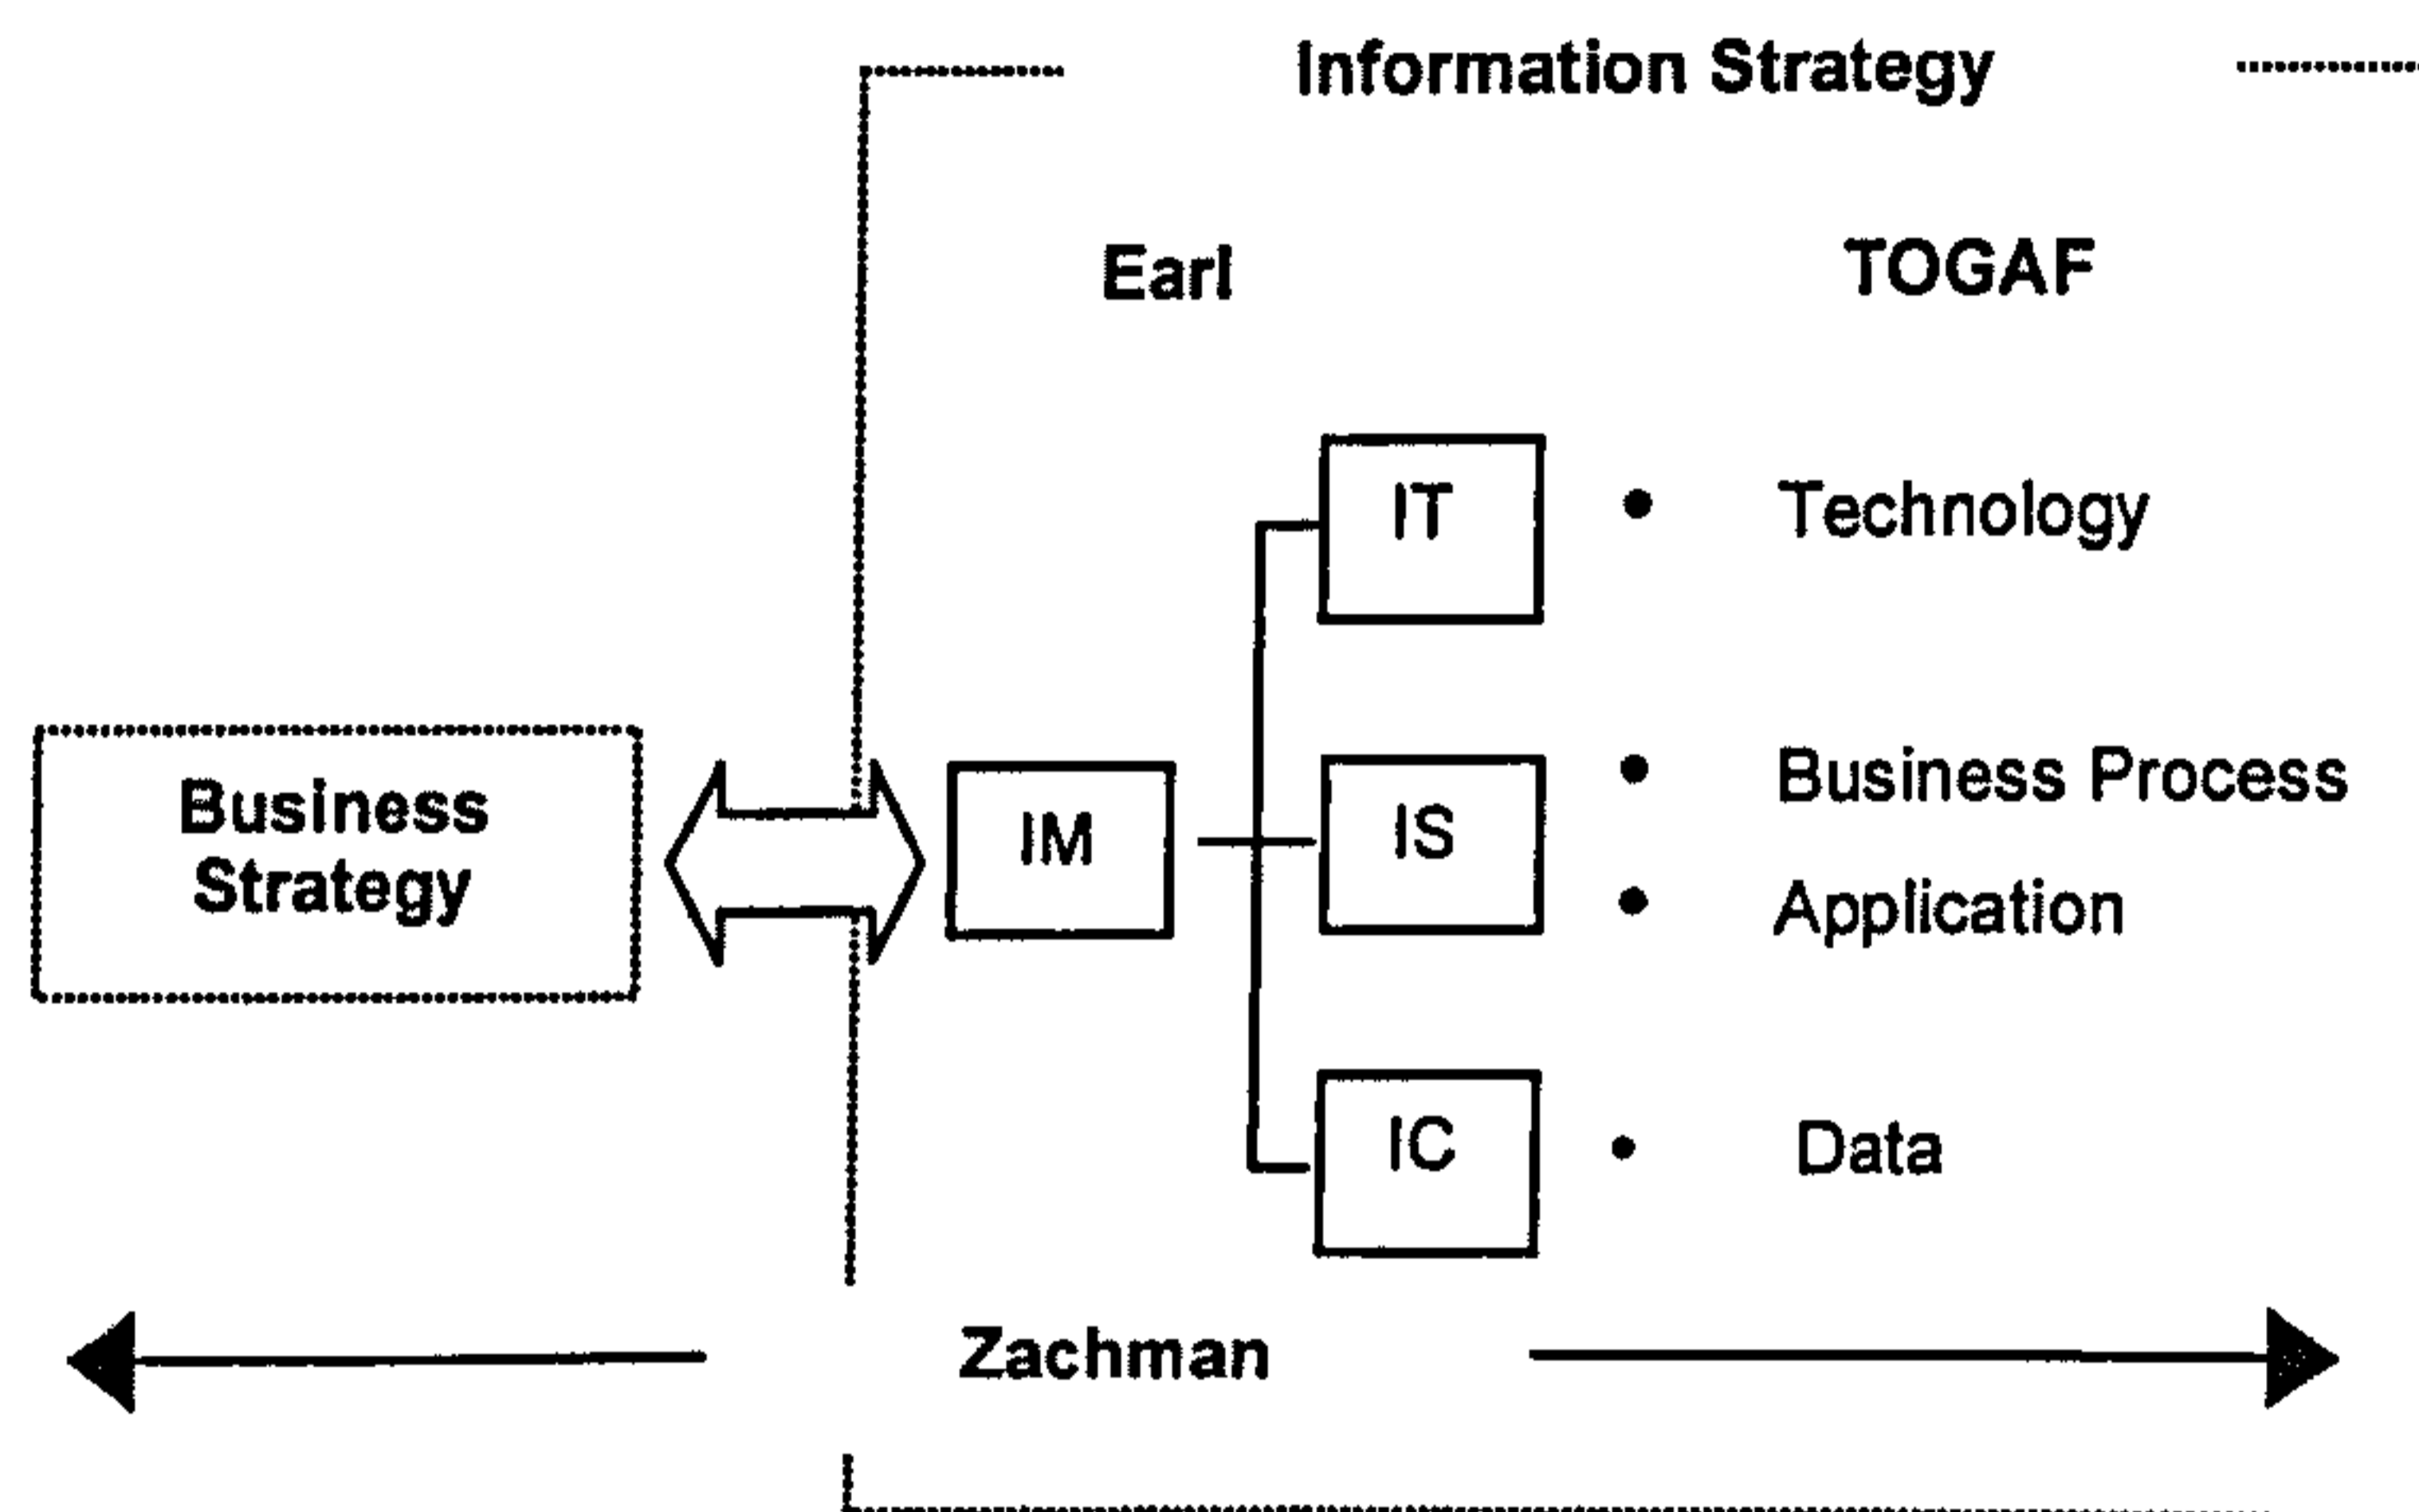 Information Strategy
Earl
TOGAF
IT
• Technology
Business
Strategy
IM
IS
• Business Process
• Application
IC
• Data
Zachman